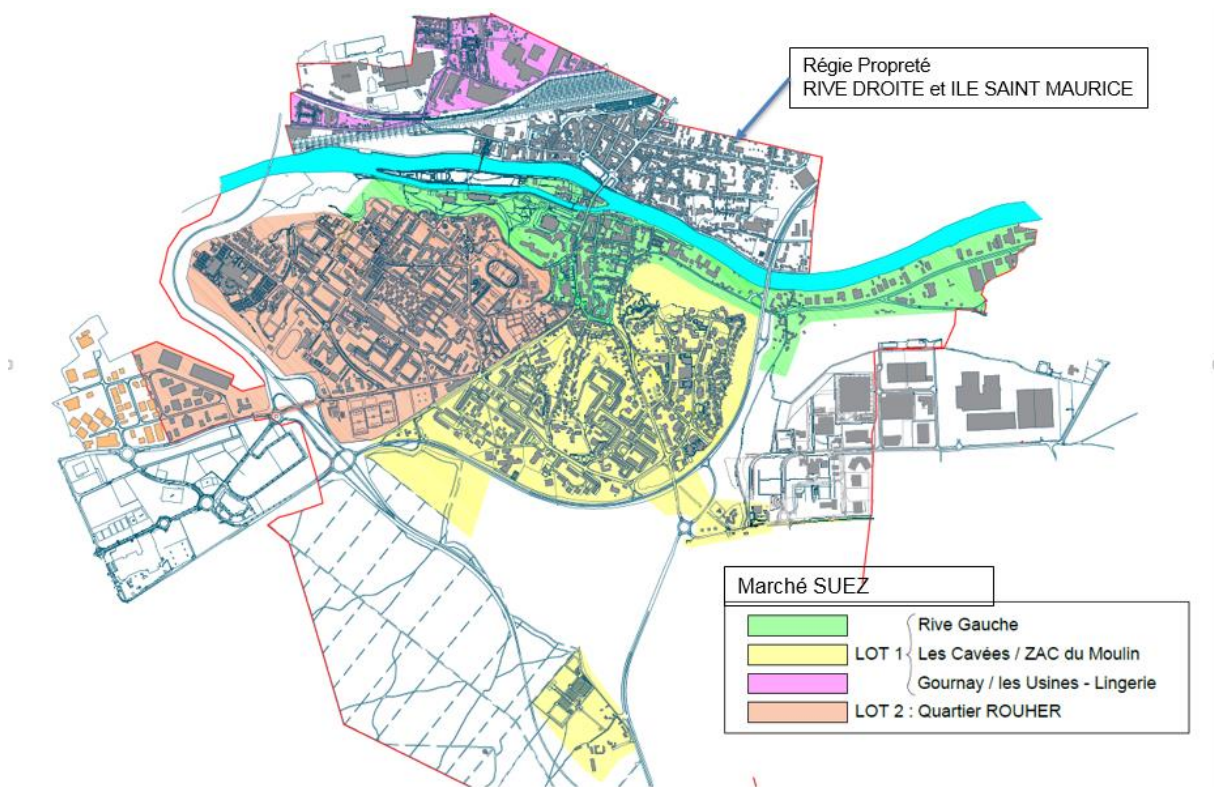 Régie Propreté
RIVE DROITE et ILE SAINT MAURICE
Marché SUEZ
Rive Gauche
LOT 1 Les Cavées / ZAC du Moulin
Gournay / les Usines - Lingerie
LOT 2 : Quartier ROUHER